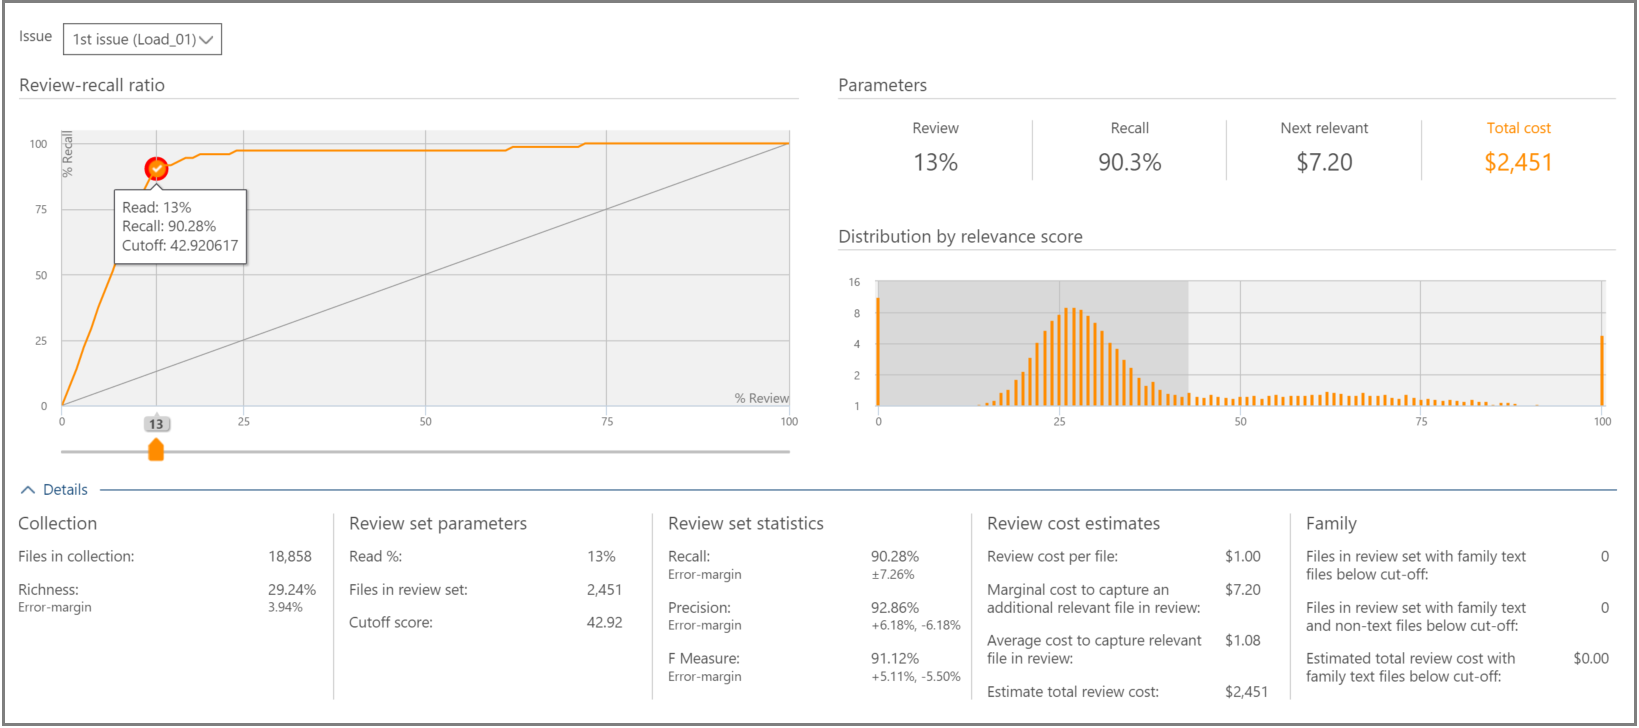 Issue
1st issue (Load_01)
Review-recall ratio
% Recall
100
75
50
25
0
Read: 13%
Recall: 90.28%
Cutoff: 42.920617
% Review
0
13
25
50
75
100
Parameters
Review
Recall
Next relevant
Total cost
13%
90.3%
$7.20
$2,451
Distribution by relevance score
16
8
4
2
1
0
25
50
75
100
Details
Collection
Files in collection: 18,858
Richness: 29.24%
Error-margin 3.94%
Review set parameters
Read %: 13%
Files in review set: 2,451
Cutoff score: 42.92
Review set statistics
Recall: 90.28%
Error-margin ±7.26%
Precision: 92.86%
Error-margin +6.18%, -6.18%
F Measure: 91.12%
Error-margin +5.11%, -5.50%
Review cost estimates
Review cost per file: $1.00
Marginal cost to capture an $7.20
additional relevant file in review:
Average cost to capture relevant $1.08
file in review:
Estimate total review cost: $2,451
Family
Files in review set with family text 0
files below cut-off:
Files in review set with family text 0
and non-text files below cut-off:
Estimated total review cost with $0.00
family text files below cut-off: